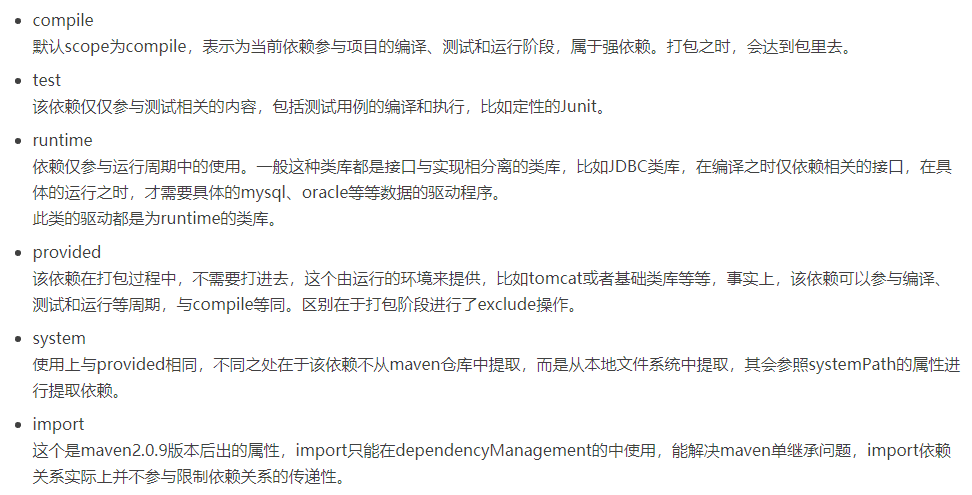 compile
默认scope为compile，表示为当前依赖参与项目的编译、测试和运行阶段，属于强依赖。打包之时，会达到包里去。
test
该依赖仅仅参与测试相关的内容，包括测试用例的编译和执行，比如定性的Junit。
runtime
依赖仅参与运行周期中的使用。一般这种类库都是接口与实现相分离的类库，比如JDBC类库，在编译之时仅依赖相关的接口，在具
体的运行之时，才需要具体的mysql、oracle等等数据的驱动程序。
此类的驱动都是为runtime的类库。
provided
该依赖在打包过程中，不需要打进去，这个由运行的环境来提供，比如tomcat或者基础类库等等，事实上，该依赖可以参与编译、
测试和运行等周期，与compile等同。区别在于打包阶段进行了exclude操作。
system
使用上与provided相同，不同之处在于该依赖不从maven仓库中提取，而是从本地文件系统中提取，其会参照systemPath的属性进
行提取依赖。
import
这个是maven2.0.9版本后出的属性，import只能在dependencyManagement的中使用，能解决maven单继承问题，import依赖
关系实际上并不参与限制依赖关系的传递性。